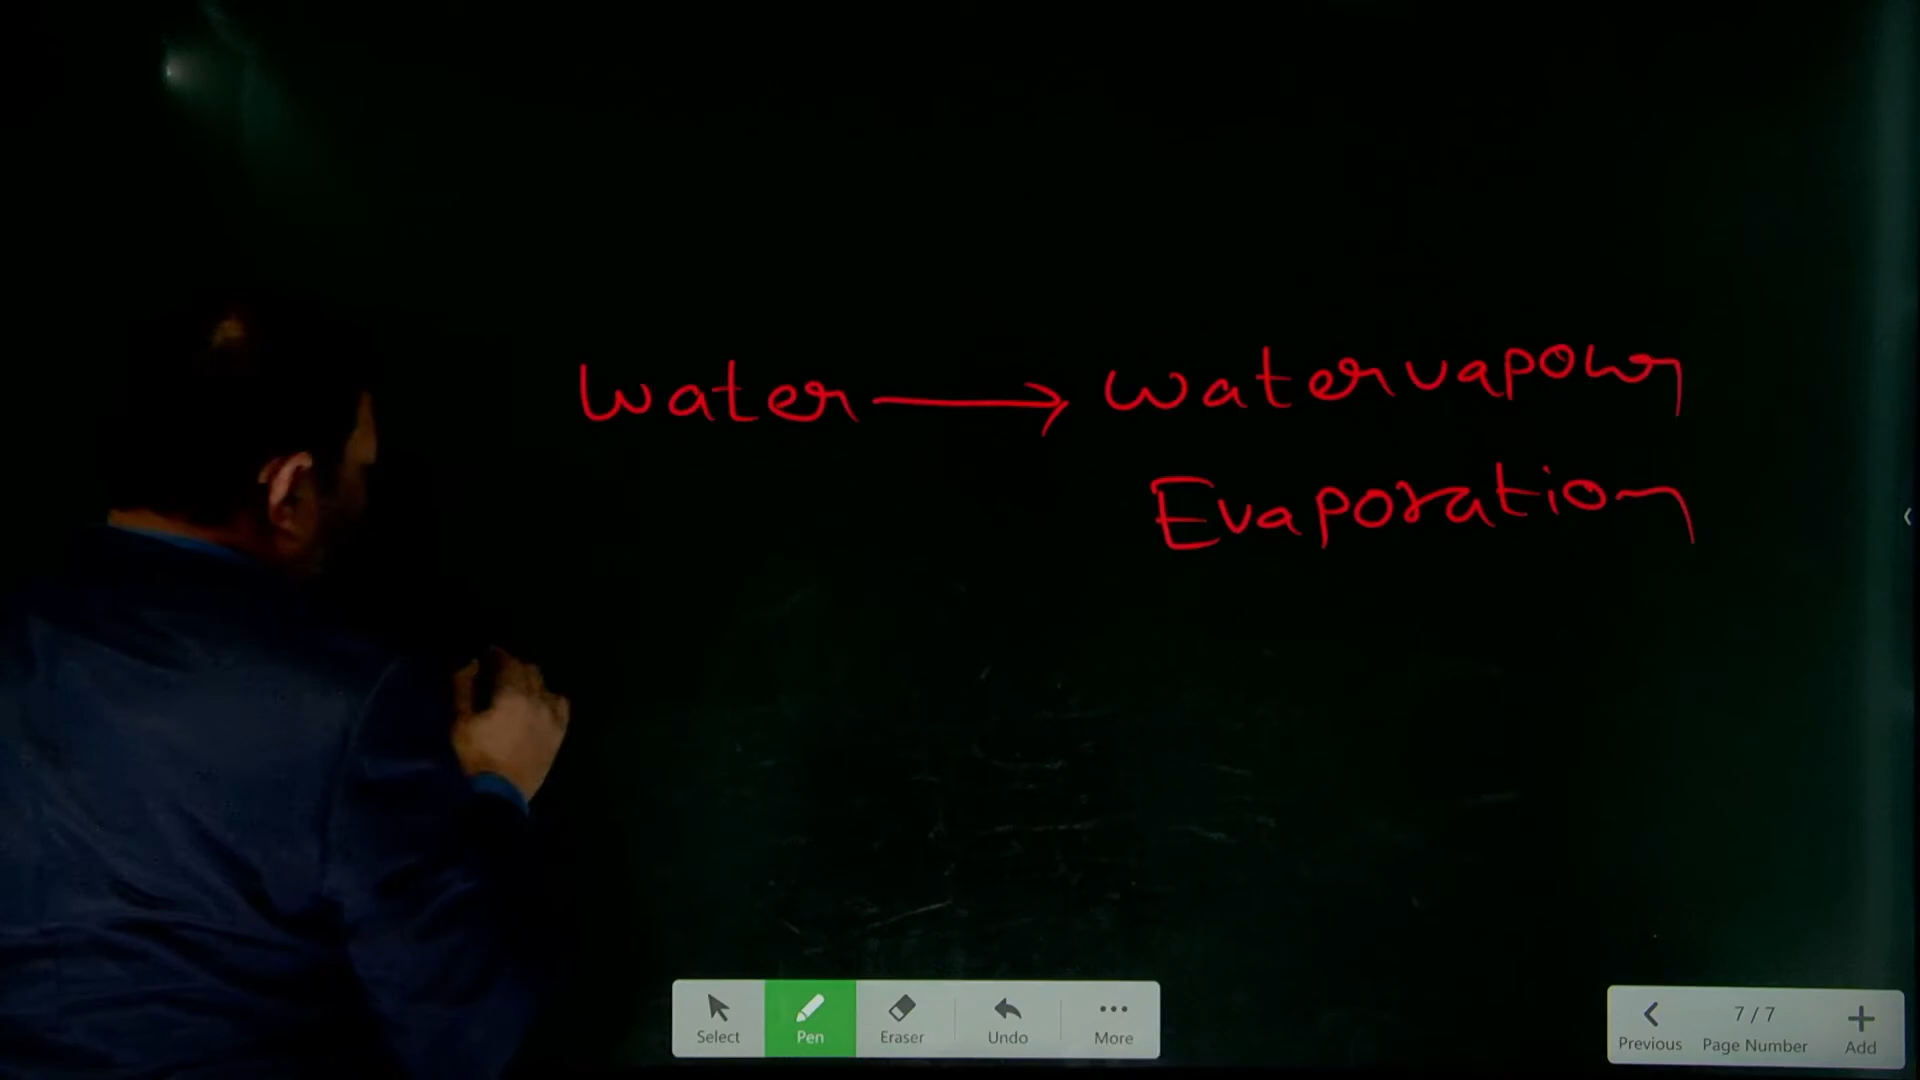 Water → Watervapour
Evaporation
Select Pen Eraser Undo More
7 / 7
Previous Page Number Add